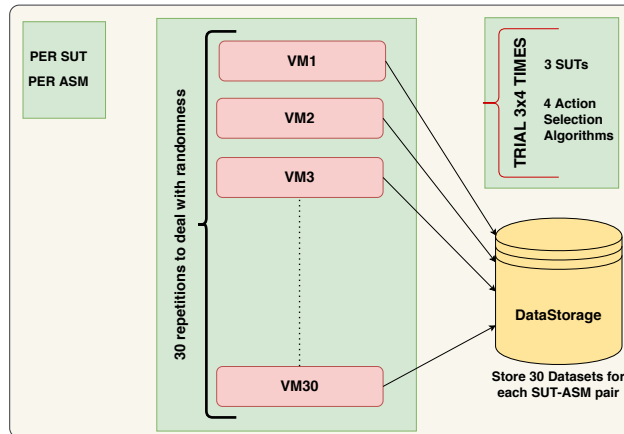 PER SUT
PER ASM
30 repetitions to deal with randomness
VM1
VM2
VM3
VM30
TRIAL 3x4 TIMES
3 SUTs
4 Action
Selection
Algorithms
DataStorage
Store 30 Datasets for
each SUT-ASM pair